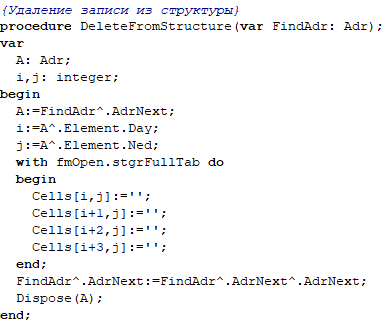 {Удаление записи из структуры}
procedure DeleteFromStructure(var FindAdr: Adr);
var
  A: Adr;
  i,j: integer;
begin
  A:=FindAdr^.AdrNext;
  i:=A^.Element.Day;
  j:=A^.Element.Ned;
  with fmOpen.stgrFullTab do
  begin
    Cells[i,j]:='';
    Cells[i+1,j]:='';
    Cells[i+2,j]:='';
    Cells[i+3,j]:='';
  end;
  FindAdr^.AdrNext:=FindAdr^.AdrNext^.AdrNext;
  Dispose(A);
end;